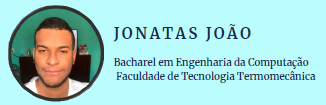 JONATAS JOÃO
Bacharel em Engenharia da Computação
Faculdade de Tecnologia Termomecânica